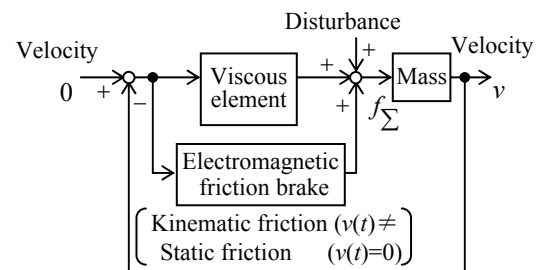 Disturbance
Velocity
+
Velocity
0
+
−
Viscous
element
+
+
f∑
Mass
v
Electromagnetic
friction brake
Kinematic friction (v(t)≠
Static friction (v(t)=0)